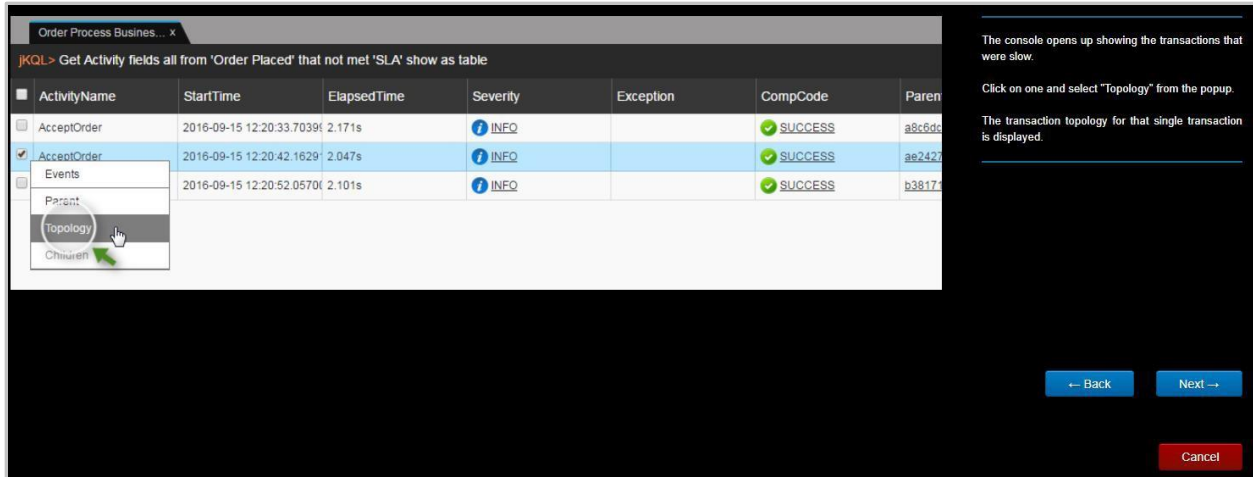 Order Process Busines... x
jKQL> Get Activity fields all from 'Order Placed' that not met 'SLA' show as table
ActivityName StartTime ElapsedTime Severity Exception CompCode Paren
AcceptOrder 2016-09-15 12:20:33.7039 2.171s INFO SUCCESS a8c6dc
AcceptOrder 2016-09-15 12:20:42.1629 2.047s INFO SUCCESS ae2427
2016-09-15 12:20:52.0570 2.101s INFO SUCCESS b38171
Events
Parent
Topology
Children
The console opens up showing the transactions that
were slow.
Click on one and select "Topology" from the popup.
The transaction topology for that single transaction
is displayed.
← Back Next →
Cancel